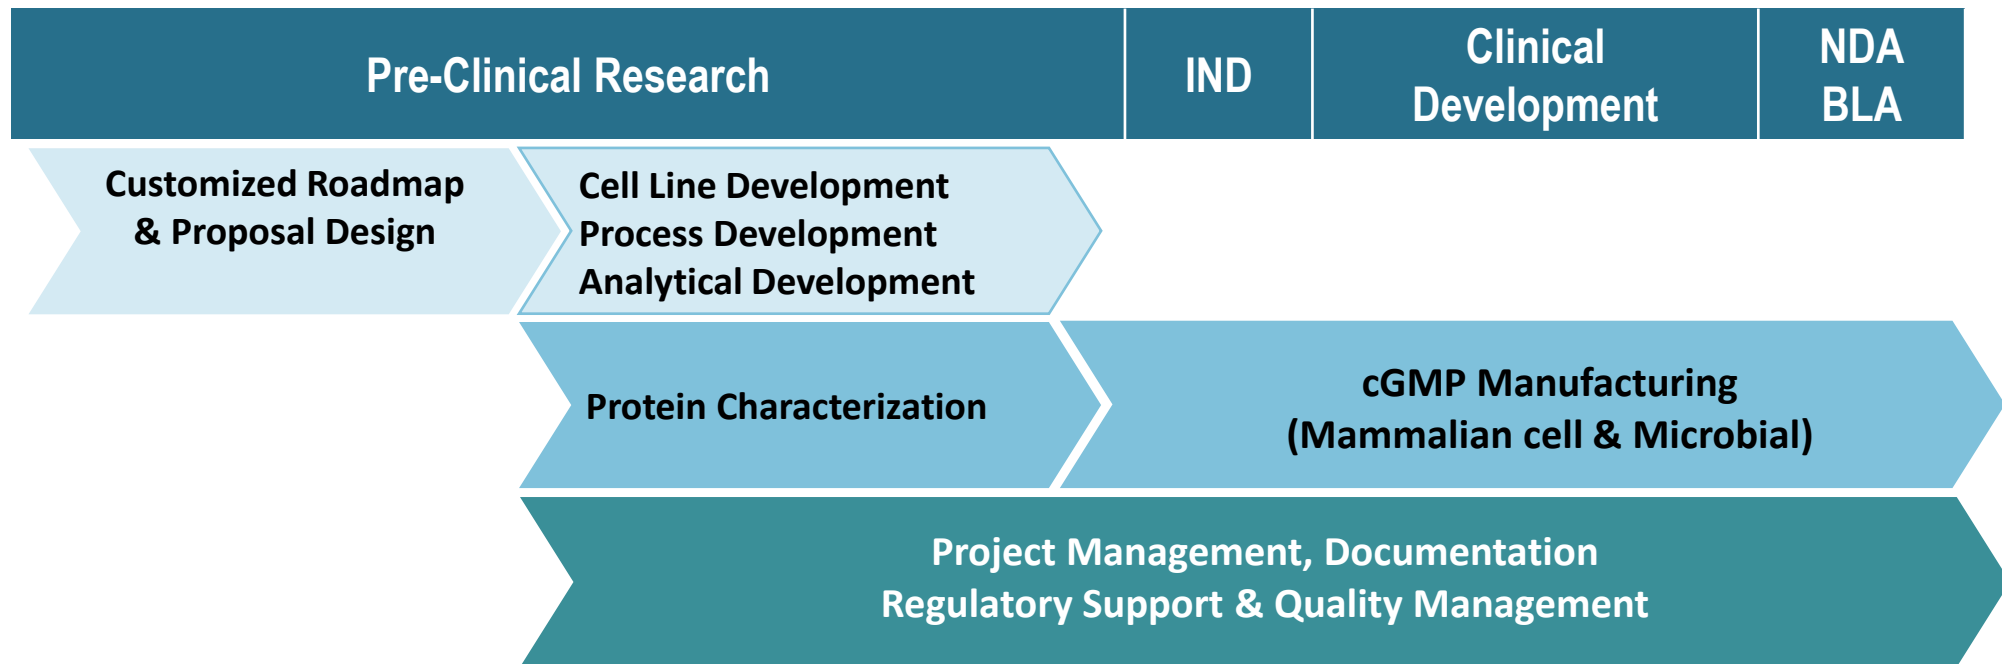 Pre-Clinical Research
IND
Clinical
Development
NDA
BLA
Customized Roadmap
& Proposal Design
Cell Line Development
Process Development
Analytical Development
Protein Characterization
cGMP Manufacturing
(Mammalian cell & Microbial)
Project Management, Documentation
Regulatory Support & Quality Management